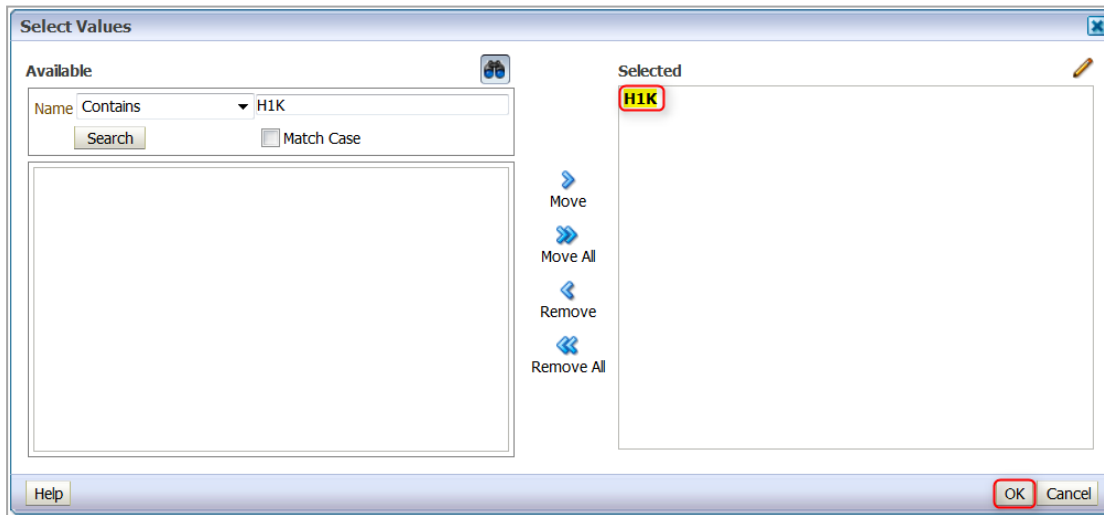 Select Values
Available
Name Contains H1K
Search Match Case
Move
Move All
Remove
Remove All
Selected
H1K
Help OK Cancel